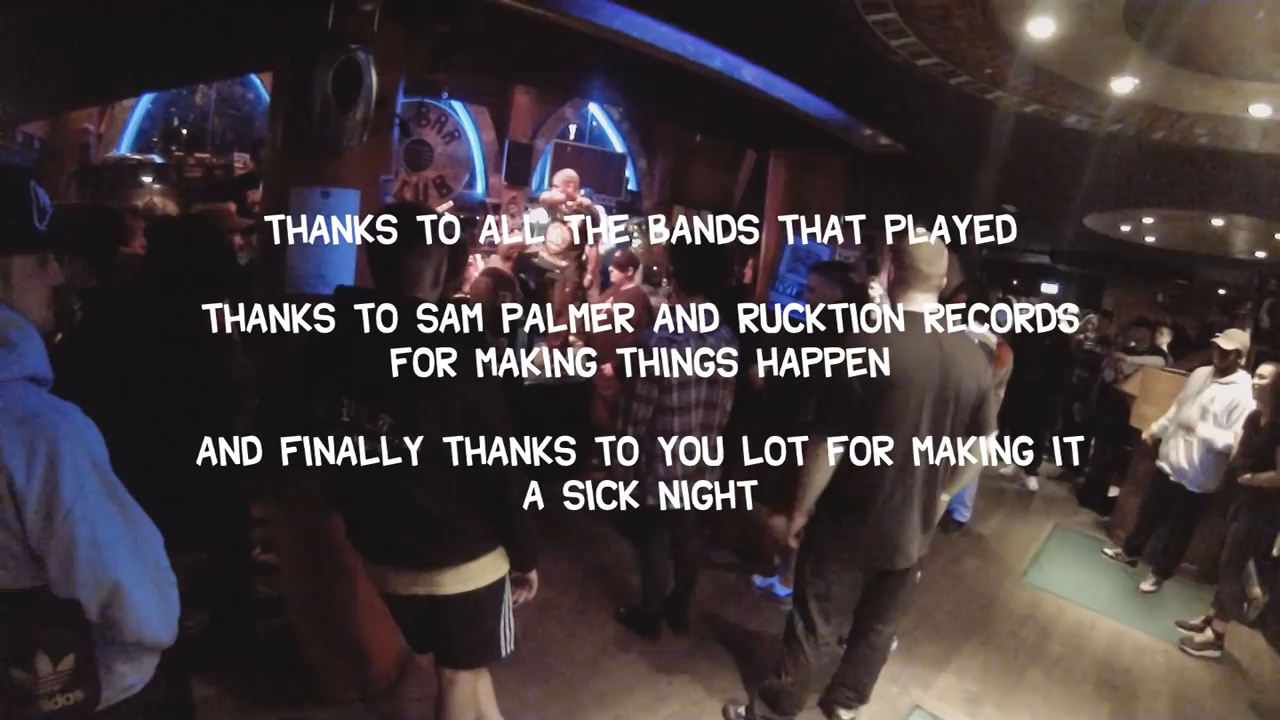 THANKS TO ALL THE BANDS THAT PLAYED
THANKS TO SAM PALMER AND RUCKTION RECORDS
FOR MAKING THINGS HAPPEN
AND FINALLY THANKS TO YOU LOT FOR MAKING IT
A SICK NIGHT
adidas